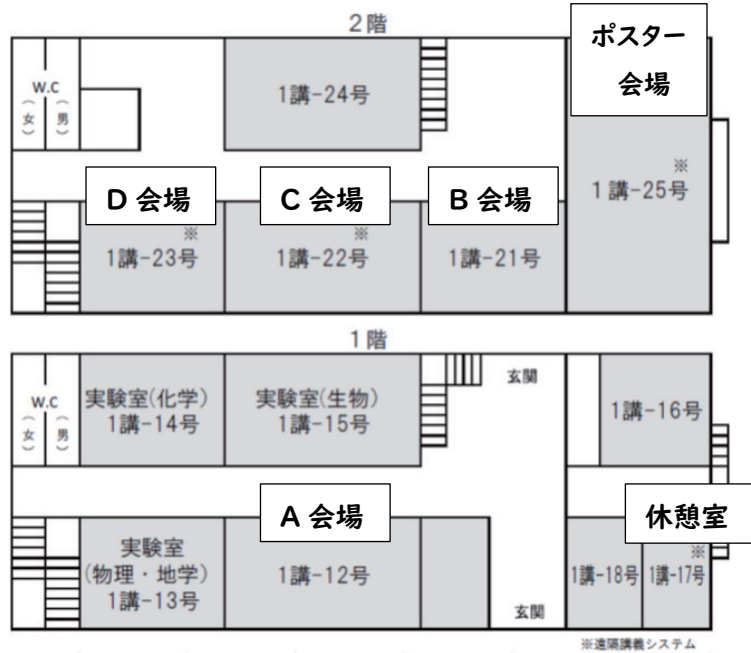 2階
ポスター
会場
W.C
(女)
(男)
1講-24号
※
1講-25号
D 会場
C 会場
B 会場
※
1講-23号
※
1講-22号
1講-21号
1階
玄関
W.C
(女)
(男)
実験室(化学)
1講-14号
実験室(生物)
1講-15号
1講-16号
A 会場
休憩室
実験室
(物理・地学)
1講-13号
1講-12号
1講-18号
※
1講-17号
玄関
※遠隔講義システム